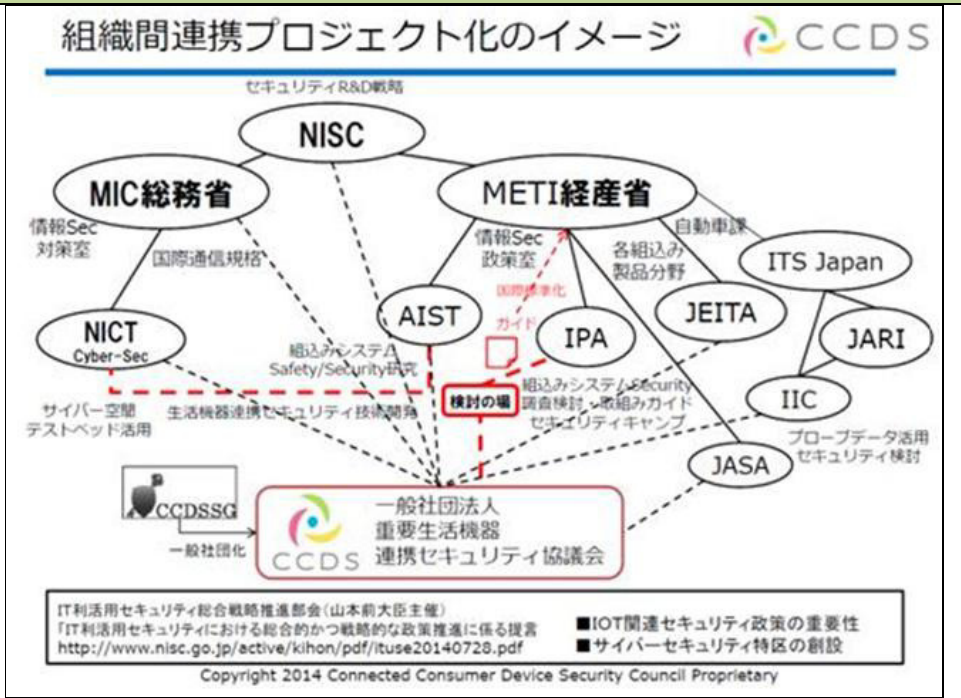 組織間連携プロジェクト化のイメージ
CCDS
セキュリティR&D戦略
NISC
MIC総務省
METI経産省
情報Sec
対策室
国際通信規格
情報Sec
政策室
各組込み
製品分野
自動車課
ITS Japan
国際標準化
ガイド
NICT
Cyber-Sec
AIST
IPA
JEITA
JARI
組込みシステム
Safety/Security研究
検討の場
組込みシステムSecurity
調査検討・取組みガイド
セキュリティキャンプ
IIC
サイバー空間
テストベッド活用
生活機器連携セキュリティ技術開発
プローブデータ活用
セキュリティ検討
JASA
CCDSSG
一般社団化
CCDS
一般社団法人
重要生活機器
連携セキュリティ協議会
IT利活用セキュリティ総合戦略推進部会(山本前大臣主催)
「IT利活用セキュリティにおける総合的かつ戦略的な政策推進に係る提言
http://www.nisc.go.jp/active/kihon/pdf/ituse20140728.pdf
■IOT関連セキュリティ政策の重要性
■サイバーセキュリティ特区の創設
Copyright 2014 Connected Consumer Device Security Council Proprietary